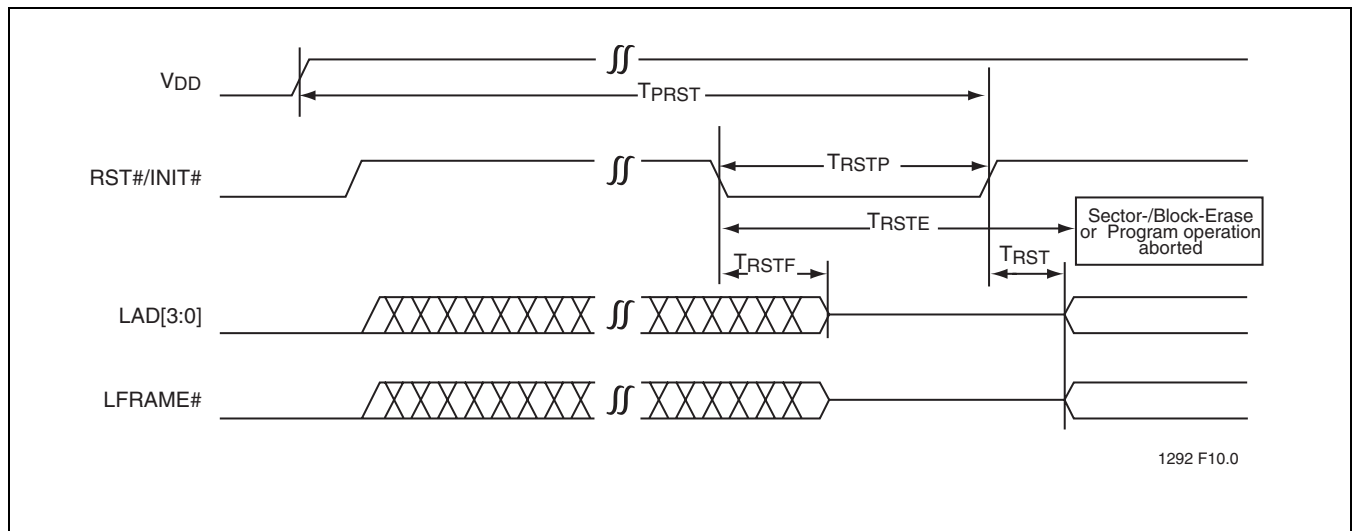 VDD
TPRST
RST#/INIT#
TRSTP
TRSTE
Sector-/Block-Erase
or Program operation
aborted
TRSTF
TRST
LAD[3:0]
LFRAME#
1292 F10.0